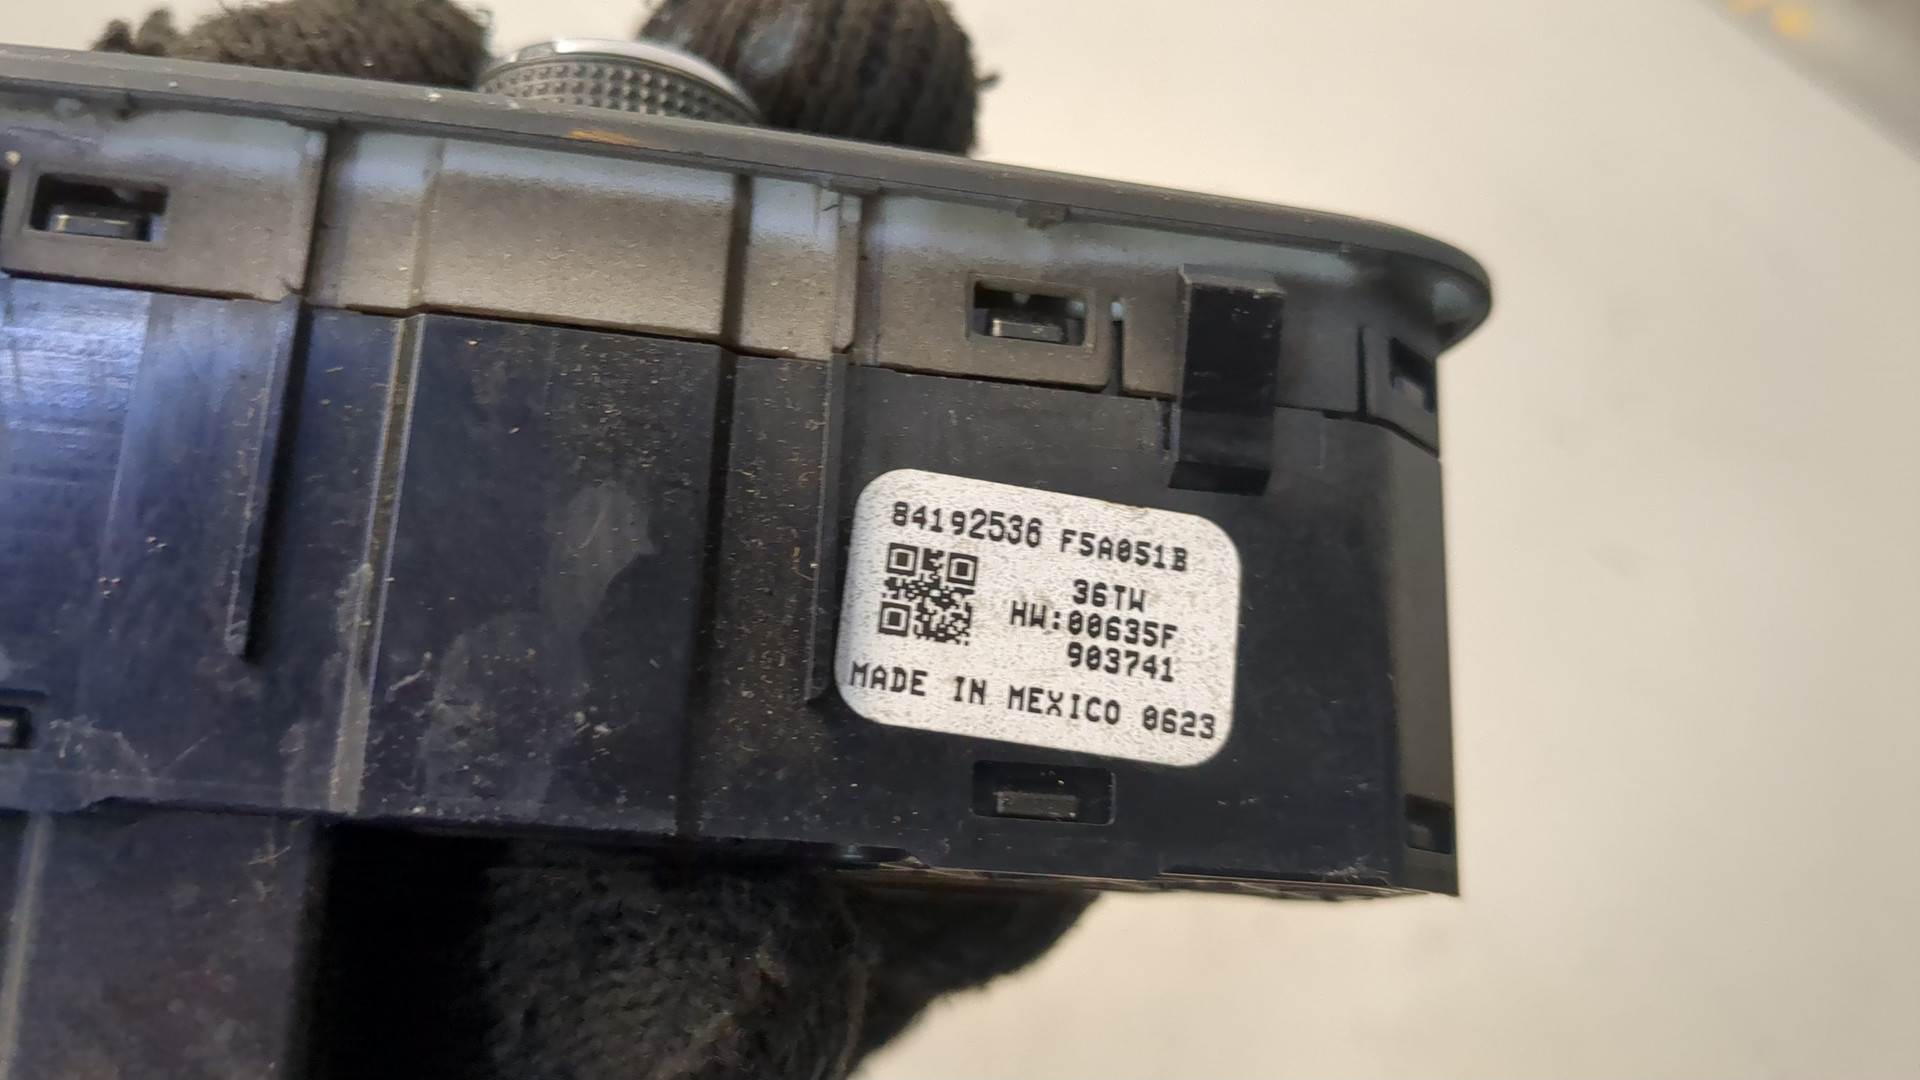 84192536 F5A051B
36TW
HW:00635F
903741
MADE IN MEXICO 0623